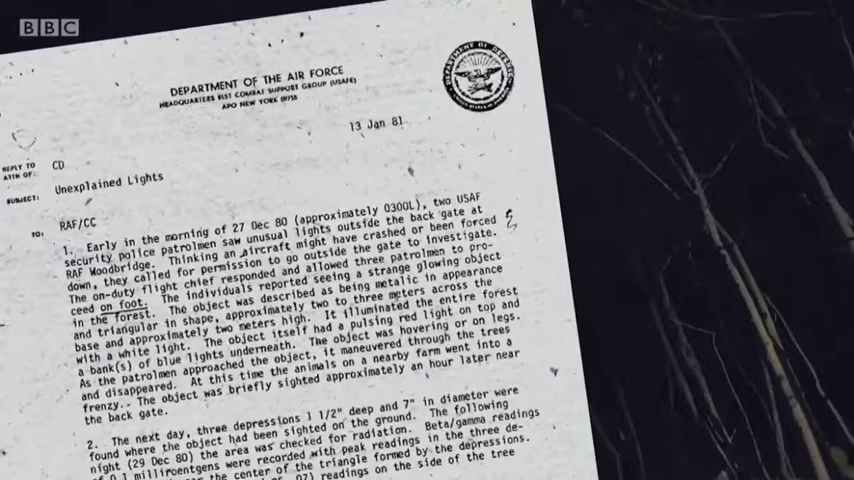 BBC
DEPARTMENT OF THE AIR FORCE
HEADQUARTERS 81ST COMBAT SUPPORT GROUP (USAFE)
APO NEW YORK 09755
DEPARTMENT OF DEFENSE
13 Jan 81
REPLY TO
ATTN OF: CD
SUBJECT: Unexplained Lights
TO: RAF/CC
1. Early in the morning of 27 Dec 80 (approximately 0300L), two USAF
security police patrolmen saw unusual lights outside the back gate at
RAF Woodbridge. Thinking an aircraft might have crashed or been forced
down, they called for permission to go outside the gate to investigate.
The on-duty flight chief responded and allowed three patrolmen to pro-
ceed on foot. The individuals reported seeing a strange glowing object
in the forest. The object was described as being metalic in appearance
and triangular in shape, approximately two to three meters across the
base and approximately two meters high. It illuminated the entire forest
with a white light. The object itself had a pulsing red light on top and
a bank(s) of blue lights underneath. The object was hovering or on legs.
As the patrolmen approached the object, it maneuvered through the trees
and disappeared. At this time the animals on a nearby farm went into a
frenzy. The object was briefly sighted approximately an hour later near
the back gate.
2. The next day, three depressions 1 1/2" deep and 7" in diameter were
found where the object had been sighted on the ground. The following
night (29 Dec 80) the area was checked for radiation. Beta/gamma readings
of 0.1 milliroentgens were recorded with peak readings in the three de-
the center of the triangle formed by the depressions.
readings on the side of the tree